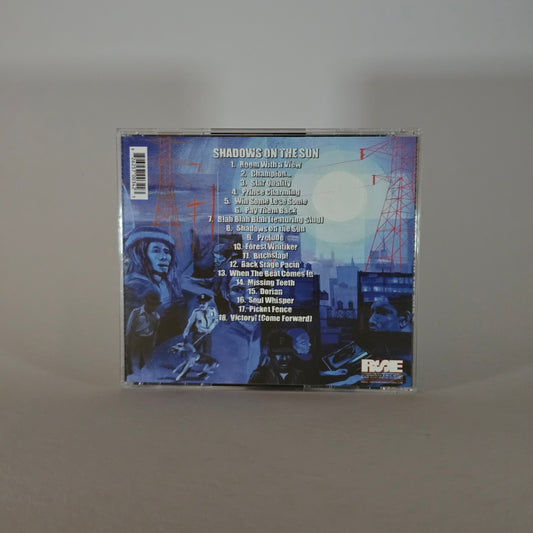 SHADOWS ON THE SUN
1. Room With a View
2. Champion...
3. Star Quality
4. Prince Charming
5. Win Some Lose Some
6. Pay Them Back
7. Blah Blah Blah (featuring Slug)
8. Shadows on the Sun
9. Prelude
10. Forest Whitiker
11. Bitchslap!
12. Back Stage Pacin
13. When The Beat Comes In
14. Missing Teeth
15. Dorian
16. Soul Whisper
17. Picket Fence
18. Victory! (Come Forward)